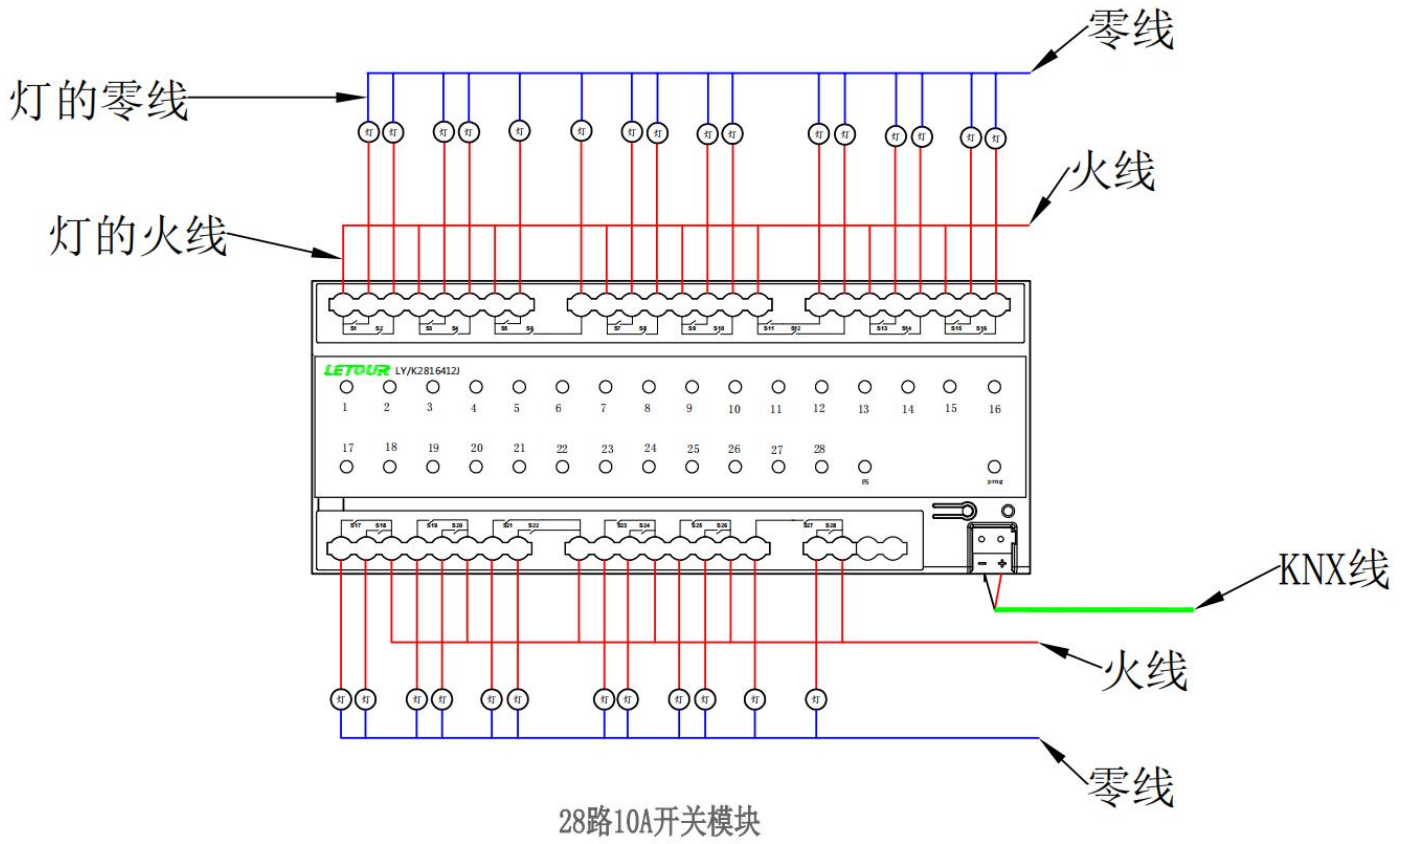 零线
灯的零线
灯 灯 灯 灯 灯 灯 灯 灯 灯 灯 灯 灯 灯 灯 灯 灯
火线
灯的火线
S1 S2 S3 S4 S5 S6 S7 S8 S9 S10 S11 S12 S13 S14 S15 S16
LETOUR LY/K2816412J
1 2 3 4 5 6 7 8 9 10 11 12 13 14 15 16
17 18 19 20 21 22 23 24 25 26 27 28
PS prog
S17 S18 S19 S20 S21 S22 S23 S24 S25 S26 S27 S28
- +
KNX线
火线
灯 灯 灯 灯 灯 灯 灯 灯 灯 灯 灯 灯
零线
28路10A开关模块